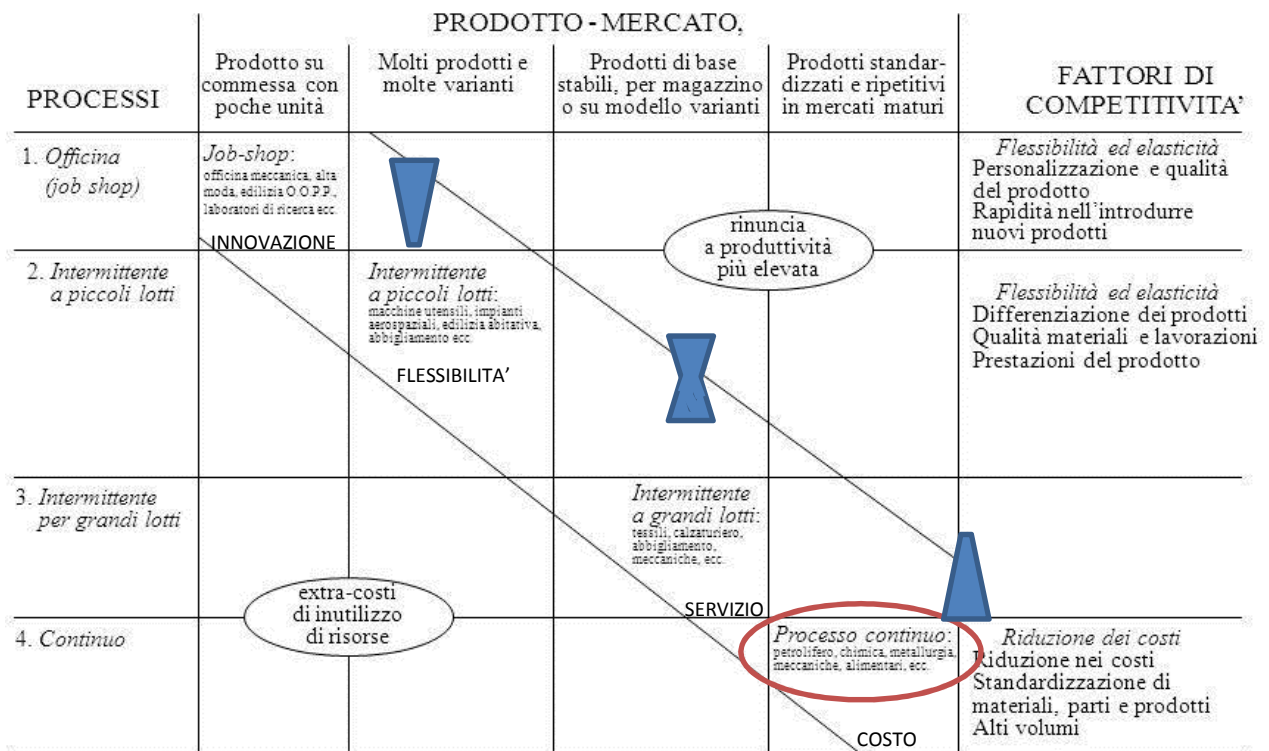 PRODOTTO - MERCATO,
PROCESSI
Prodotto su
commessa con
poche unità
Molti prodotti e
molte varianti
Prodotti di base
stabili, per magazzino
o su modello varianti
Prodotti standar-
dizzati e ripetitivi
in mercati maturi
FATTORI DI
COMPETITIVITA’
1. Officina
(job shop)
Job-shop:
officina meccanica, alta
moda, edilizia O.O.P.P.,
laboratori di ricerca ecc.
INNOVAZIONE
rinuncia
a produttività
più elevata
Flessibilità ed elasticità
Personalizzazione e qualità
del prodotto
Rapidità nell’introdurre
nuovi prodotti
2. Intermittente
a piccoli lotti
Intermittente
a piccoli lotti:
macchine utensili, impianti
aerospaziali, edilizia abitativa,
abbigliamento ecc.
FLESSIBILITA’
Flessibilità ed elasticità
Differenziazione dei prodotti
Qualità materiali e lavorazioni
Prestazioni del prodotto
3. Intermittente
per grandi lotti
Intermittente
a grandi lotti:
tessili, calzaturiero,
abbigliamento,
meccaniche, ecc.
SERVIZIO
extra-costi
di inutilizzo
di risorse
4. Continuo
Processo continuo:
petrolifero, chimica, metallurgia,
meccaniche, alimentari, ecc.
COSTO
Riduzione dei costi
Riduzione nei costi
Standardizzazione di
materiali, parti e prodotti
Alti volumi